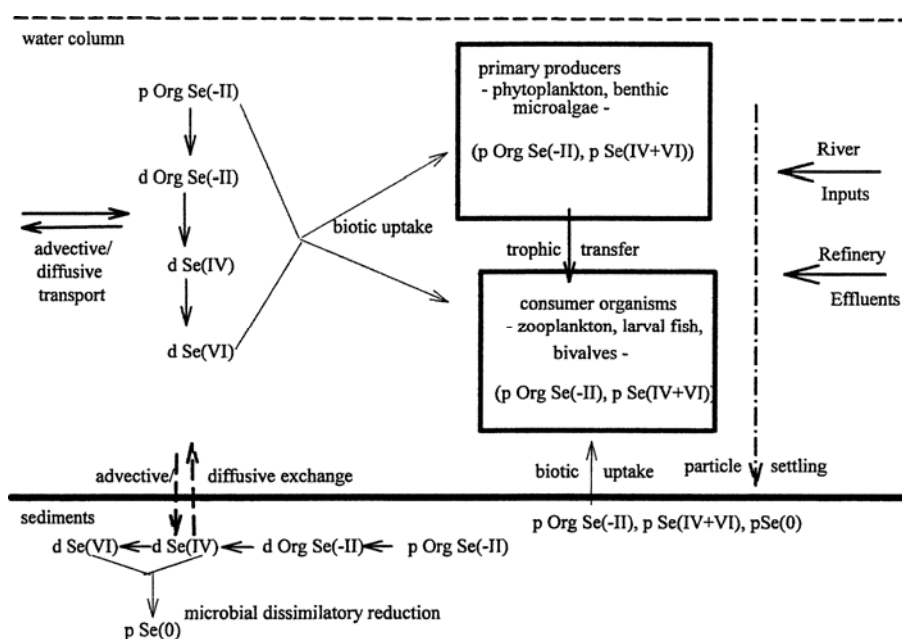 water column
p Org Se(-II)
d Org Se(-II)
d Se(IV)
d Se(VI)
advective/
diffusive
transport
biotic uptake
primary producers
- phytoplankton, benthic
microalgae -
(p Org Se(-II), p Se(IV+VI))
trophic transfer
consumer organisms
- zooplankton, larval fish,
bivalves -
(p Org Se(-II), p Se(IV+VI))
River
Inputs
Refinery
Effluents
advective/ diffusive exchange
biotic uptake
particle settling
sediments
p Org Se(-II), p Se(IV+VI), pSe(0)
d Se(VI) d Se(IV) d Org Se(-II) p Org Se(-II)
microbial dissimilatory reduction
p Se(0)